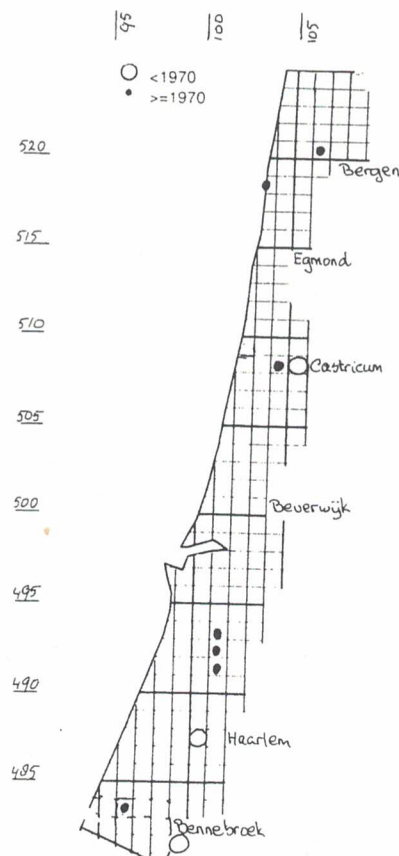 95 100 105
<1970
>=1970
520
Bergen
515
Egmond
510
Castricum
505
500
Beverwijk
495
490
Haarlem
485
Bennebroek